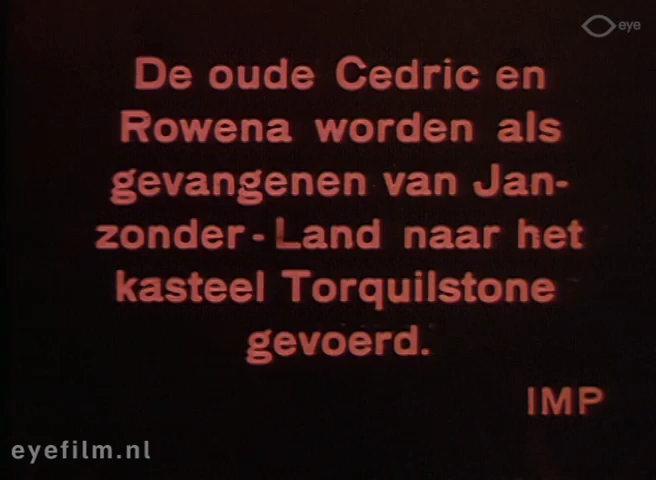 eye
De oude Cedric en
Rowena worden als
gevangenen van Jan-
zonder-Land naar het
kasteel Torquilstone
gevoerd.
IMP
eyefilm.nl